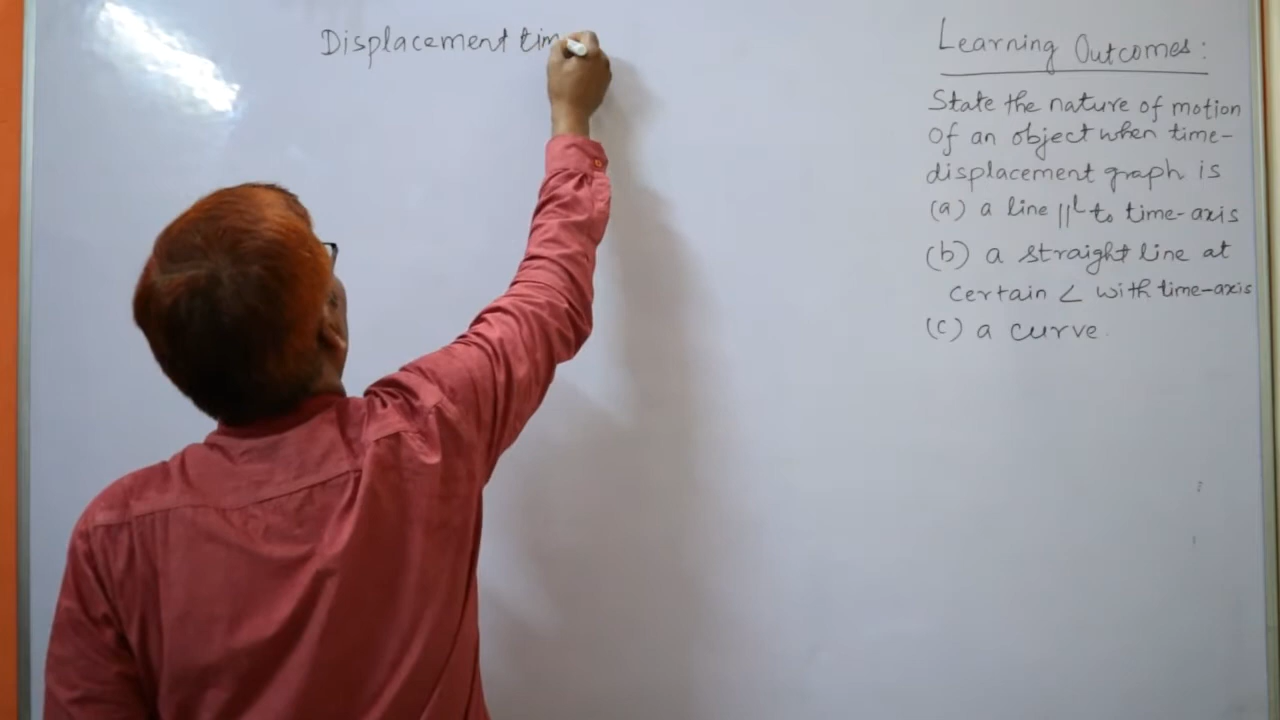 Displacement tim
Learning Outcomes:
State the nature of motion
Of an object when time-
displacement graph is
(a) a line ||ˡ to time-axis
(b) a straight line at
certain ∠ with time-axis
(c) a curve